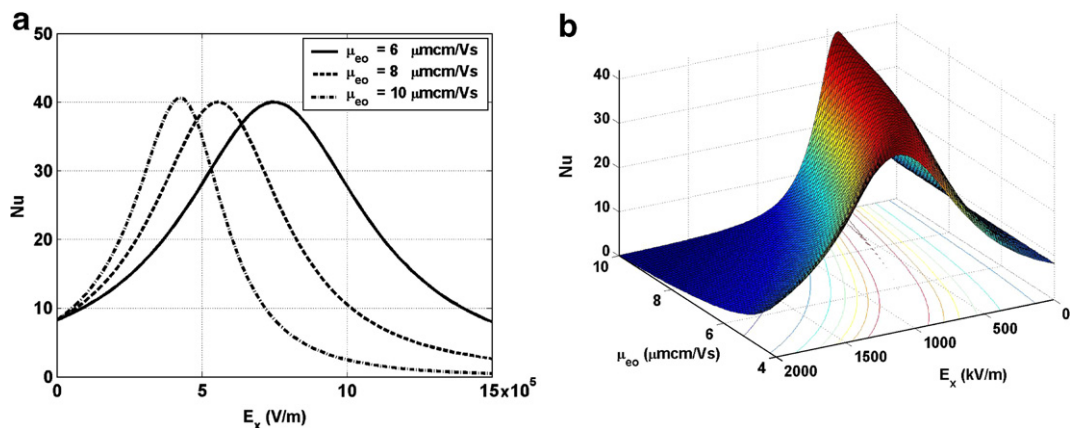 a
50
40
30
20
10
0
Nu
μeo = 6 μmcm/Vs
μeo = 8 μmcm/Vs
μeo = 10 μmcm/Vs
0
5
10
15×10⁵
Ex (V/m)
b
40
30
20
10
0
Nu
10
8
6
4
μeo (μmcm/Vs)
2000
1500
1000
500
0
Ex (kV/m)